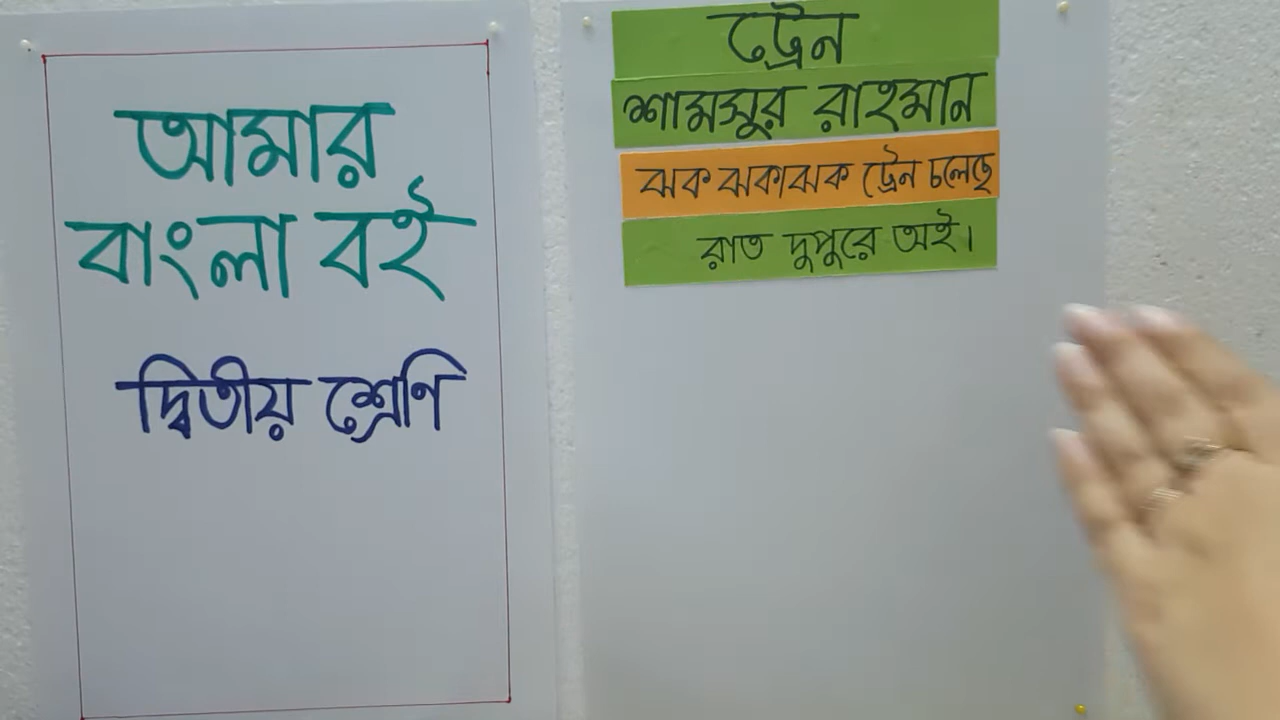 আমার
বাংলা বই
দ্বিতীয় শ্রেণি
ট্রেন
শামসুর রাহমান
ঝক ঝকাঝক ট্রেন চলেছে
রাত দুপুরে অই।